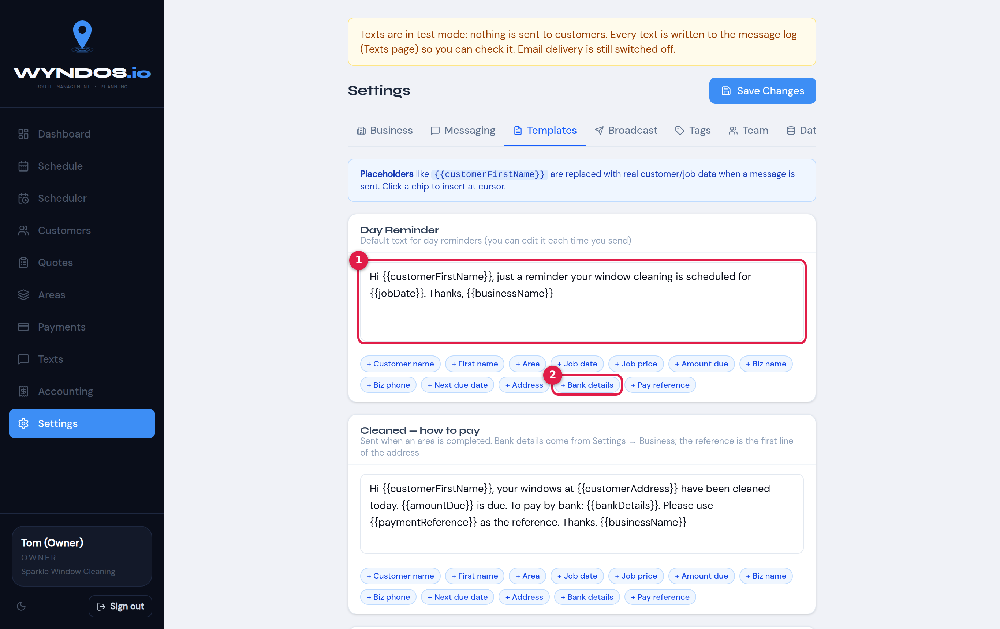 WYNDOS.io
ROUTE MANAGEMENT · PLANNING
Dashboard
Schedule
Scheduler
Customers
Quotes
Areas
Payments
Texts
Accounting
Settings
Tom (Owner)
OWNER
Sparkle Window Cleaning
Sign out
Texts are in test mode: nothing is sent to customers. Every text is written to the message log
(Texts page) so you can check it. Email delivery is still switched off.
Settings
Save Changes
Business Messaging Templates Broadcast Tags Team Dat
Placeholders like {{customerFirstName}} are replaced with real customer/job data when a message is
sent. Click a chip to insert at cursor.
Day Reminder
Default text for day reminders (you can edit it each time you send)
1
Hi {{customerFirstName}}, just a reminder your window cleaning is scheduled for
{{jobDate}}. Thanks, {{businessName}}
+ Customer name + First name + Area + Job date + Job price + Amount due + Biz name
2
+ Biz phone + Next due date + Address + Bank details + Pay reference
Cleaned — how to pay
Sent when an area is completed. Bank details come from Settings → Business; the reference is the first line
of the address
Hi {{customerFirstName}}, your windows at {{customerAddress}} have been cleaned
today. {{amountDue}} is due. To pay by bank: {{bankDetails}}. Please use
{{paymentReference}} as the reference. Thanks, {{businessName}}
+ Customer name + First name + Area + Job date + Job price + Amount due + Biz name
+ Biz phone + Next due date + Address + Bank details + Pay reference